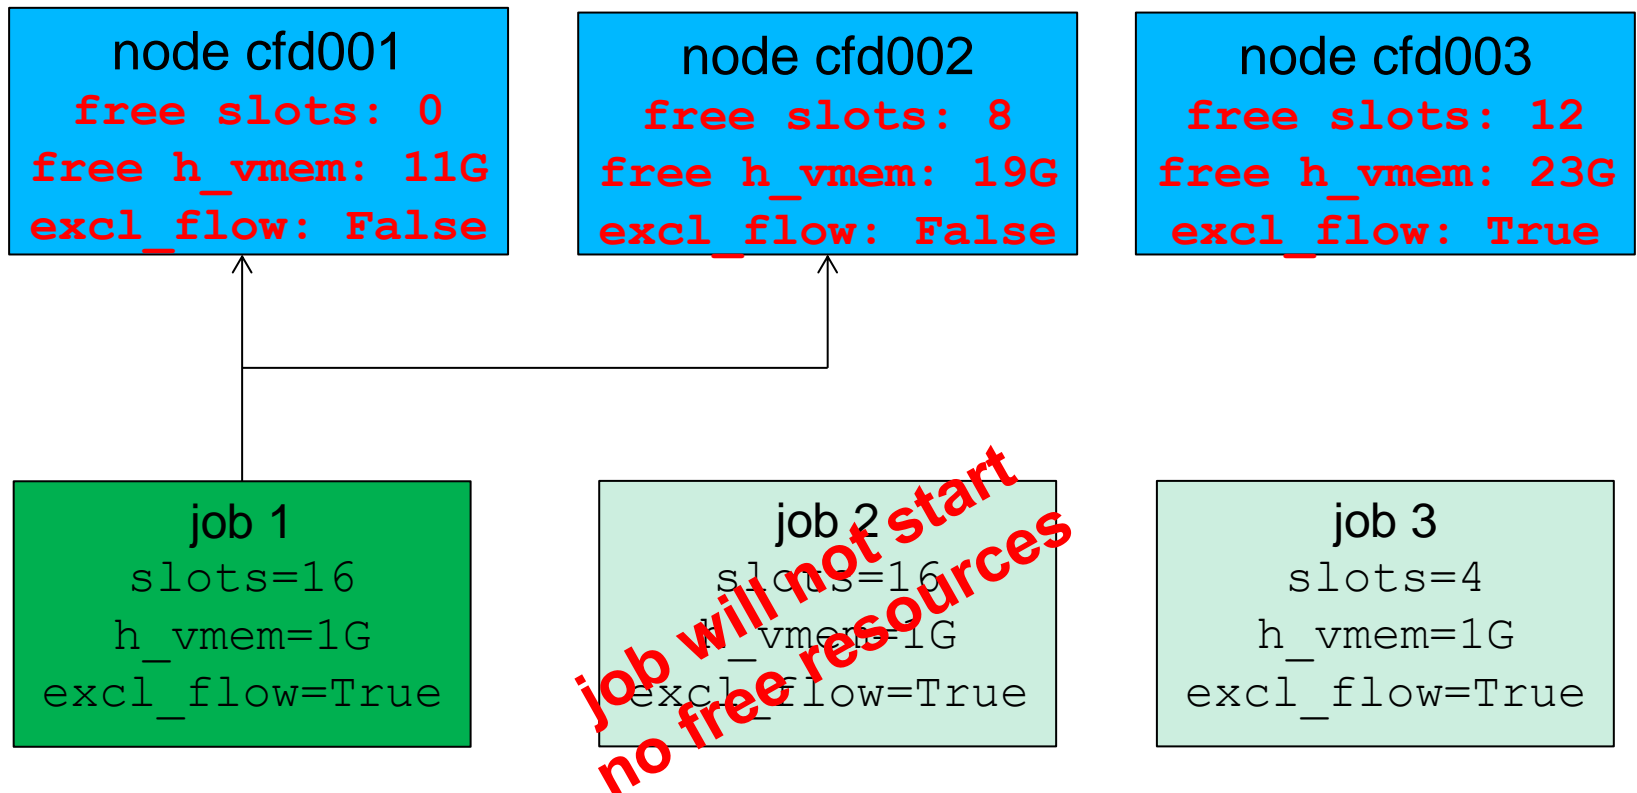 node cfd001
free slots: 0
free h_vmem: 11G
excl_flow: False
node cfd002
free slots: 8
free h_vmem: 19G
excl_flow: False
node cfd003
free slots: 12
free h_vmem: 23G
excl_flow: True
job 1
slots=16
h_vmem=1G
excl_flow=True
job 2
slots=16
h_vmem=1G
excl_flow=True
job will not start
no free resources
job 3
slots=4
h_vmem=1G
excl_flow=True